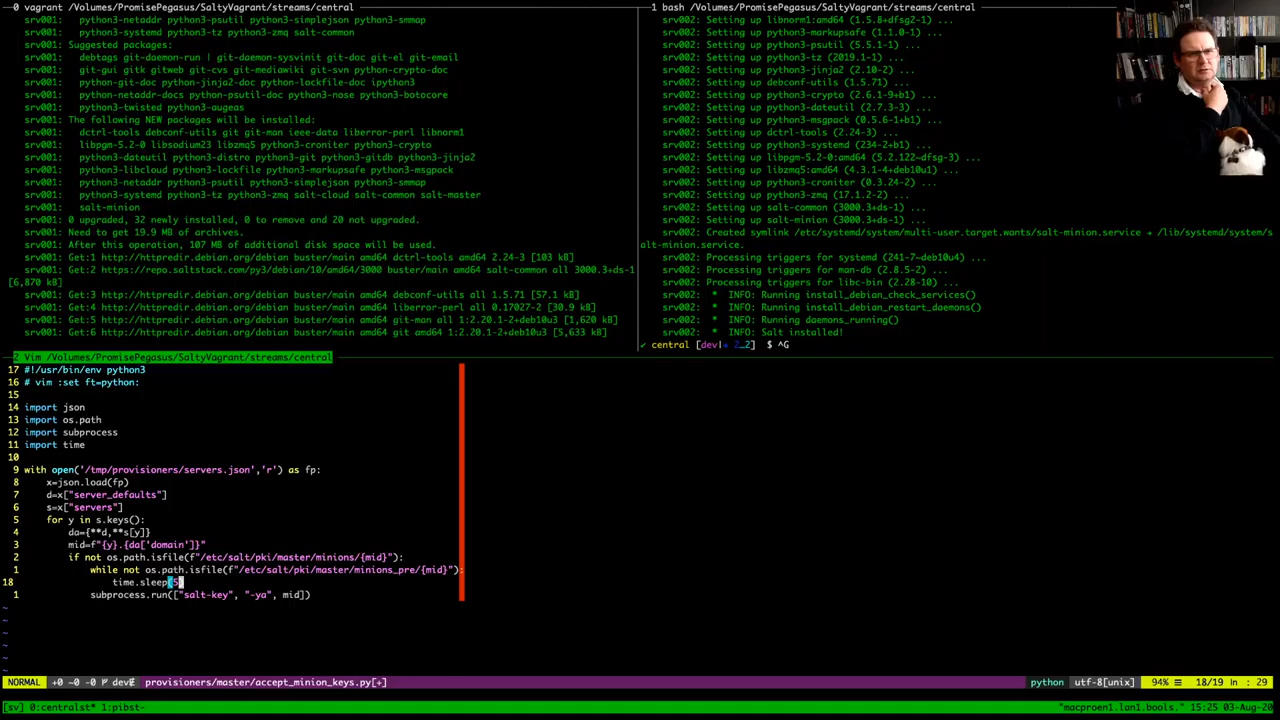 0 vagrant /Volumes/PromisePegasus/SaltyVagrant/streams/central
srv001: python3-netaddr python3-psutil python3-simplejson python3-smmap
srv001: python3-systemd python3-tz python3-zmq salt-common
srv001: Suggested packages:
srv001: debtags git-daemon-run | git-daemon-sysvinit git-doc git-el git-email
srv001: git-gui gitk gitweb git-cvs git-mediawiki git-svn python-crypto-doc
srv001: python-git-doc python-jinja2-doc python-lockfile-doc ipython3
srv001: python-netaddr-docs python-psutil-doc python3-nose python3-botocore
srv001: python3-twisted python3-augeas
srv001: The following NEW packages will be installed:
srv001: dctrl-tools debconf-utils git git-man ieee-data liberror-perl libnorm1
srv001: libpgm-5.2-0 libsodium23 libzmq5 python3-croniter python3-crypto
srv001: python3-dateutil python3-distro python3-git python3-gitdb python3-jinja2
srv001: python3-libcloud python3-lockfile python3-markupsafe python3-msgpack
srv001: python3-netaddr python3-psutil python3-simplejson python3-smmap
srv001: python3-systemd python3-tz python3-zmq salt-cloud salt-common salt-master
srv001: salt-minion
srv001: 0 upgraded, 32 newly installed, 0 to remove and 20 not upgraded.
srv001: Need to get 19.9 MB of archives.
srv001: After this operation, 107 MB of additional disk space will be used.
srv001: Get:1 http://httpredir.debian.org buster/main amd64 dctrl-tools amd64 2.24-3 [103 kB]
srv001: Get:2 https://repo.saltstack.com/py3/debian/10/amd64/3000 buster/main amd64 salt-common all 3000.3+ds-1
[6,870 kB]
srv001: Get:3 http://httpredir.debian.org buster/main amd64 debconf-utils all 1.5.71 [57.1 kB]
srv001: Get:4 http://httpredir.debian.org buster/main amd64 liberror-perl all 0.17027-2 [30.9 kB]
srv001: Get:5 http://httpredir.debian.org buster/main amd64 git-man all 1:2.20.1-2+deb10u3 [1,620 kB]
srv001: Get:6 http://httpredir.debian.org buster/main amd64 git amd64 1:2.20.1-2+deb10u3 [5,633 kB]
1 bash /Volumes/PromisePegasus/SaltyVagrant/streams/central
srv002: Setting up libnorm1:amd64 (1.5.8+dfsg2-1) ...
srv002: Setting up python3-markupsafe (1.1.0-1) ...
srv002: Setting up python3-psutil (5.5.1-1) ...
srv002: Setting up python3-tz (2019.1-1) ...
srv002: Setting up python3-jinja2 (2.10-2) ...
srv002: Setting up debconf-utils (1.5.71) ...
srv002: Setting up python3-crypto (2.6.1-9+b1) ...
srv002: Setting up python3-dateutil (2.7.3-3) ...
srv002: Setting up python3-msgpack (0.5.6-1+b1) ...
srv002: Setting up dctrl-tools (2.24-3) ...
srv002: Setting up python3-systemd (234-2+b1) ...
srv002: Setting up libpgm-5.2-0:amd64 (5.2.122~dfsg-3) ...
srv002: Setting up libzmq5:amd64 (4.3.1-4+deb10u1) ...
srv002: Setting up python3-croniter (0.3.24-2) ...
srv002: Setting up python3-zmq (17.1.2-2) ...
srv002: Setting up salt-common (3000.3+ds-1) ...
srv002: Setting up salt-minion (3000.3+ds-1) ...
srv002: Created symlink /etc/systemd/system/multi-user.target.wants/salt-minion.service → /lib/systemd/system/s
alt-minion.service.
srv002: Processing triggers for systemd (241-7~deb10u4) ...
srv002: Processing triggers for man-db (2.8.5-2) ...
srv002: Processing triggers for libc-bin (2.28-10) ...
srv002: * INFO: Running install_debian_check_services()
srv002: * INFO: Running install_debian_restart_daemons()
srv002: * INFO: Running daemons_running()
srv002: * INFO: Salt installed!
✔ central [dev|✚ 2…2] $ ^G
2 Vim /Volumes/PromisePegasus/SaltyVagrant/streams/central
17 #!/usr/bin/env python3
16 # vim :set ft=python:
15
14 import json
13 import os.path
12 import subprocess
11 import time
10
9 with open('/tmp/provisioners/servers.json','r') as fp:
8 x=json.load(fp)
7 d=x["server_defaults"]
6 s=x["servers"]
5 for y in s.keys():
4 da={**d,**s[y]}
3 mid=f"{y}.{da['domain']}"
2 if not os.path.isfile(f"/etc/salt/pki/master/minions/{mid}"):
1 while not os.path.isfile(f"/etc/salt/pki/master/minions_pre/{mid}"):
18 time.sleep(5)
1 subprocess.run(["salt-key", "-ya", mid])
~
~
~
~
~
~
NORMAL +0 ~0 -0 dev provisioners/master/accept_minion_keys.py[+] python utf-8[unix] 94% ≡ 18/19 ln : 29
[sv] 0:centralst* 1:pibst- "macproen1.lan1.bools." 15:25 03-Aug-20